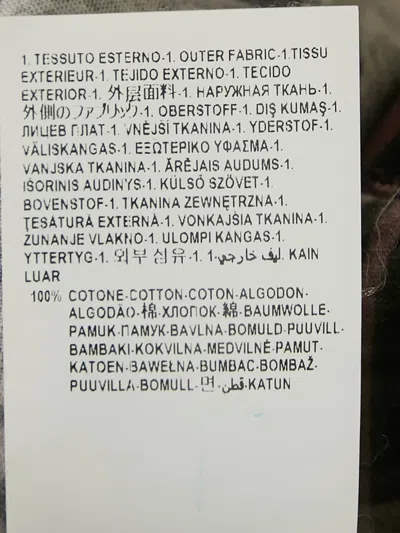 1. TESSUTO ESTERNO-1. OUTER FABRIC-1.TISSU
EXTERIEUR-1. TEJIDO EXTERNO-1. TECIDO
EXTERIOR-1. 外层面料-1. НАРУЖНАЯ ТКАНЬ-1.
外側のファブリック-1. OBERSTOFF-1. DIŞ KUMAŞ-1.
ЛИЦЕВ ПЛАТ-1. VNĚJŠÍ TKANINA-1. YDERSTOF-1.
VÄLISKANGAS-1. ΕΞΩΤΕΡΙΚΟ ΥΦΑΣΜΑ-1.
VANJSKA TKANINA-1. ĀRĒJAIS AUDUMS-1.
IŠORINIS AUDINYS-1. KÜLSŐ SZÖVET-1.
BOVENSTOF-1. TKANINA ZEWNĘTRZNA-1.
ŢESĂTURĂ EXTERNĂ-1. VONKAJŠIA TKANINA-1.
ZUNANJE VLAKNO-1. ULOMPI KANGAS-1.
YTTERTYG-1. 외부 섬유-1. ليف خارجي-1. 1. KAIN
LUAR
100% COTONE-COTTON-COTON-ALGODON-
ALGODÃO-棉-ХЛОПОК-綿-BAUMWOLLE-
PAMUK-ПАМУК-BAVLNA-BOMULD-PUUVILL-
BAMBAKI-KOKVILNA-MEDVILNĖ-PAMUT-
KATOEN-BAWEŁNA-BUMBAC-BOMBAŽ-
PUUVILLA-BOMULL-면-قطن-KATUN